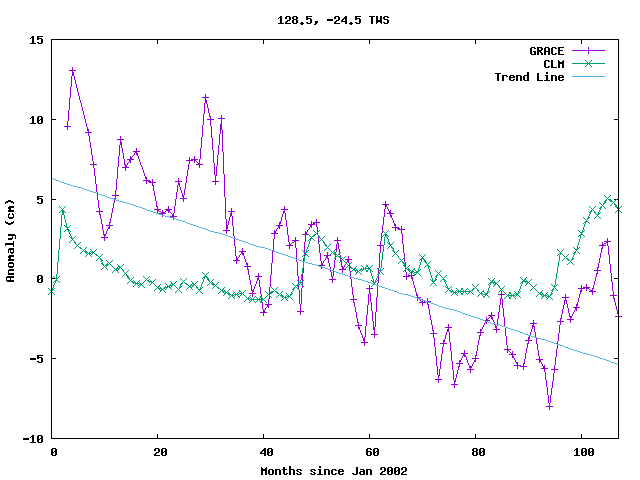 128.5, -24.5 TWS
GRACE
CLM
Trend Line
Anomaly (cm)
15
10
5
0
-5
-10
0 20 40 60 80 100
Months since Jan 2002